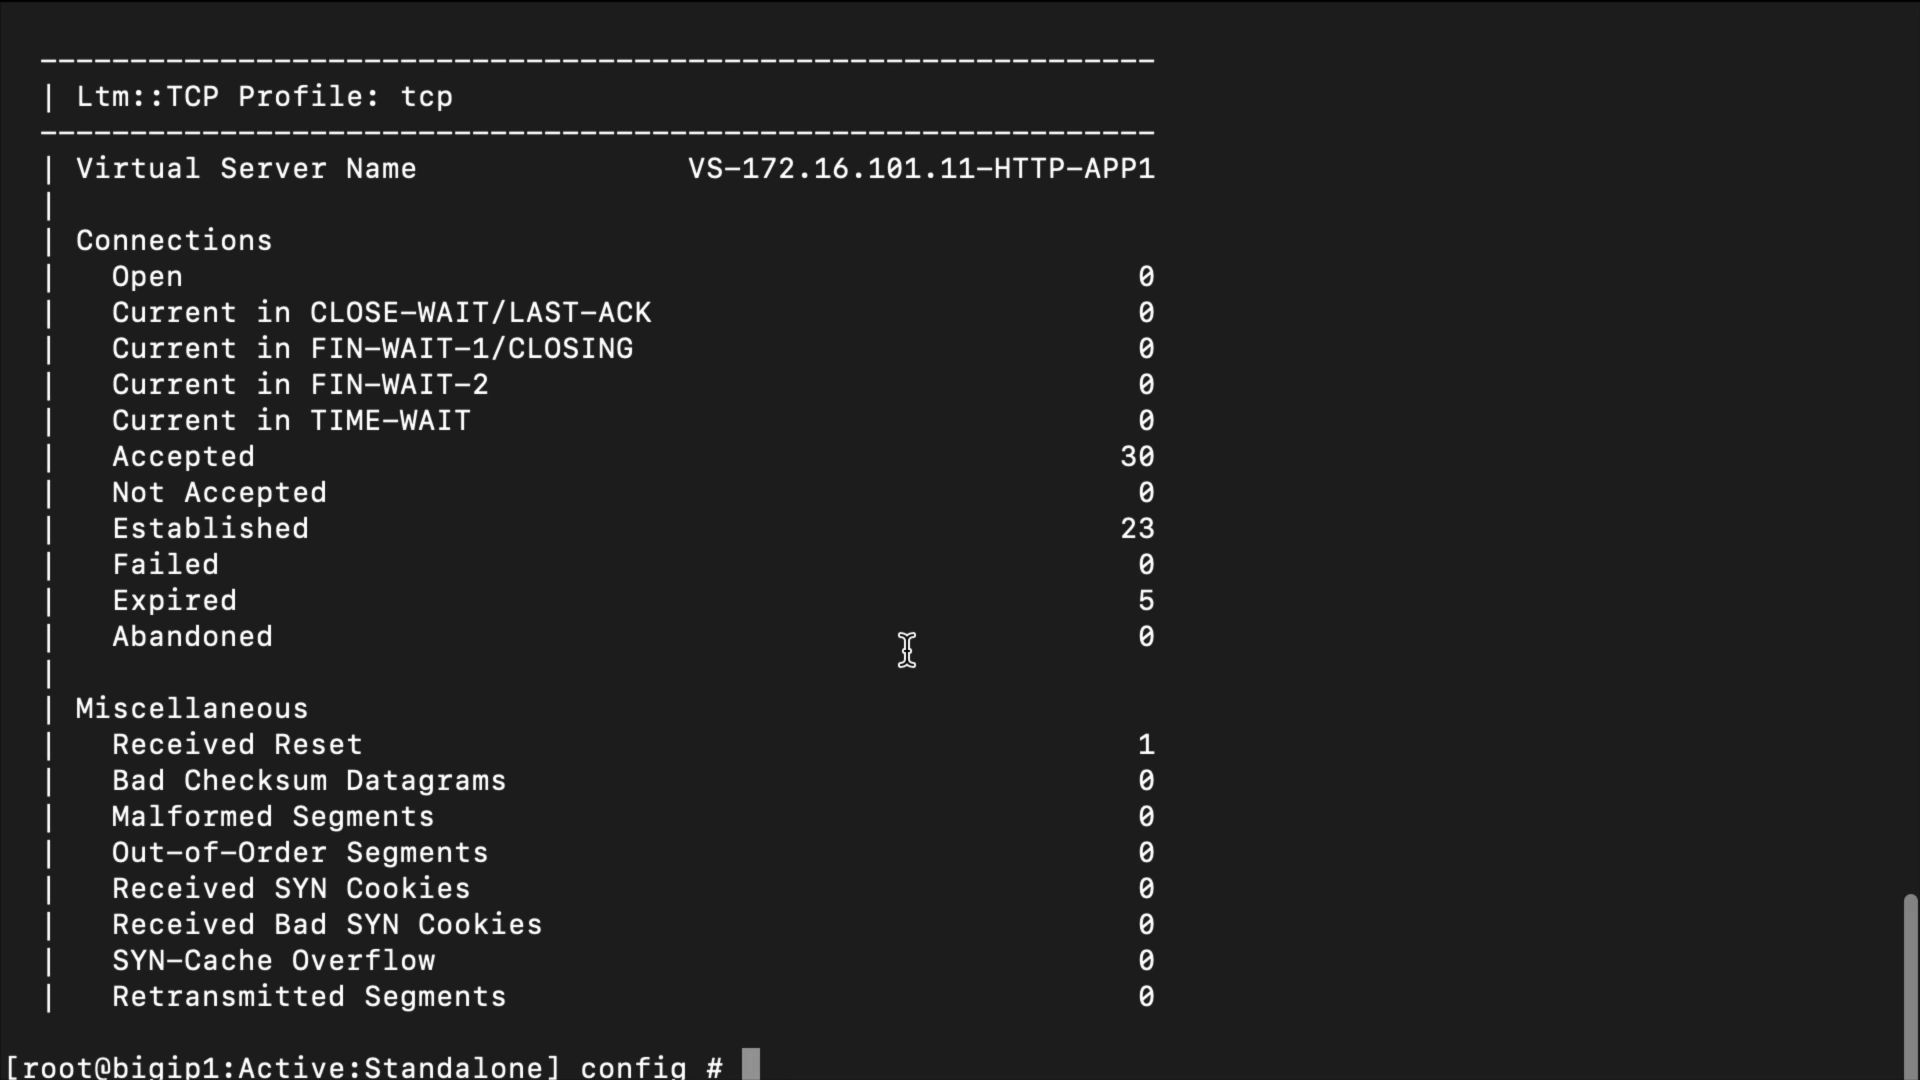 -------------------------------------------------------------- 
| Ltm::TCP Profile: tcp
--------------------------------------------------------------
| Virtual Server Name               VS-172.16.101.11-HTTP-APP1
|
| Connections
|   Open                                                     0
|   Current in CLOSE-WAIT/LAST-ACK                           0
|   Current in FIN-WAIT-1/CLOSING                            0
|   Current in FIN-WAIT-2                                    0
|   Current in TIME-WAIT                                     0
|   Accepted                                                30
|   Not Accepted                                             0
|   Established                                             23
|   Failed                                                   0
|   Expired                                                  5
|   Abandoned                                                0
|
| Miscellaneous
|   Received Reset                                           1
|   Bad Checksum Datagrams                                   0
|   Malformed Segments                                       0
|   Out-of-Order Segments                                    0
|   Received SYN Cookies                                     0
|   Received Bad SYN Cookies                                 0
|   SYN-Cache Overflow                                       0
|   Retransmitted Segments                                   0
[root@bigip1:Active:Standalone] config #